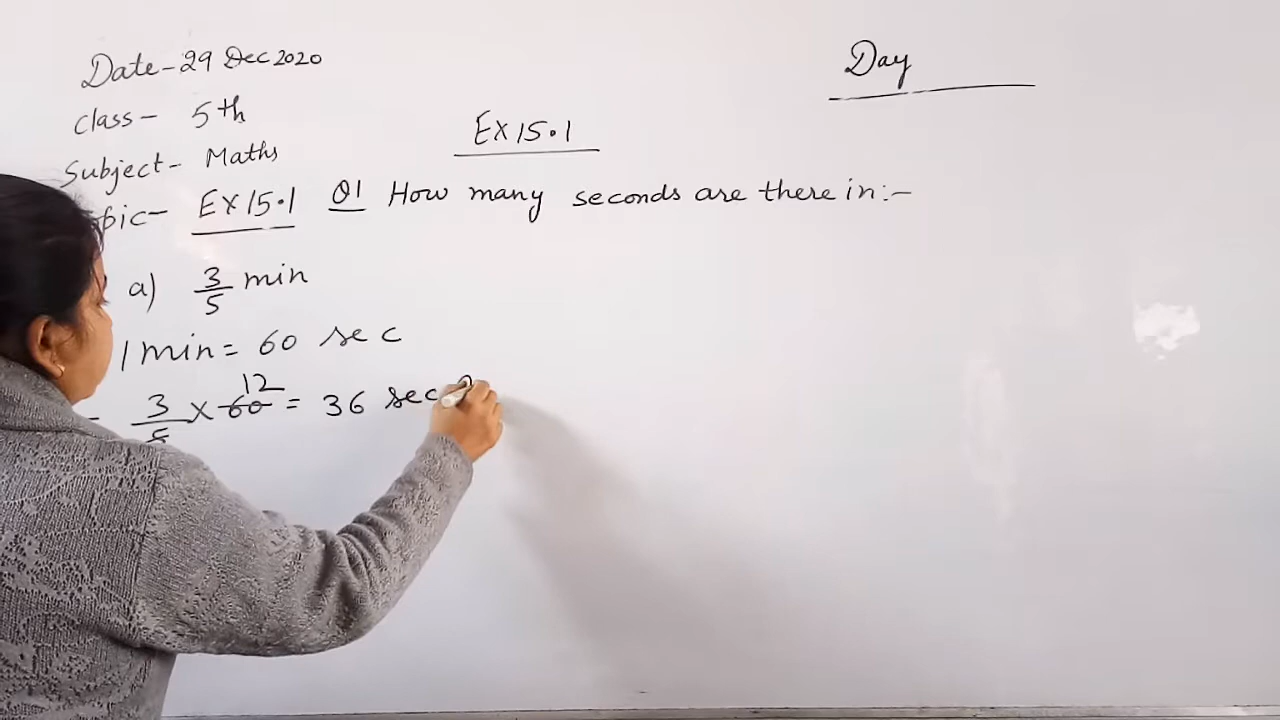 Date-29 Dec 2020
Day
Class- 5th
Ex 15.1
Subject- Maths
Ex 15.1 Q1 How many seconds are there in:-
a) 3/5 min
1 min = 60 sec
3/5 x 60 12 = 36 sec